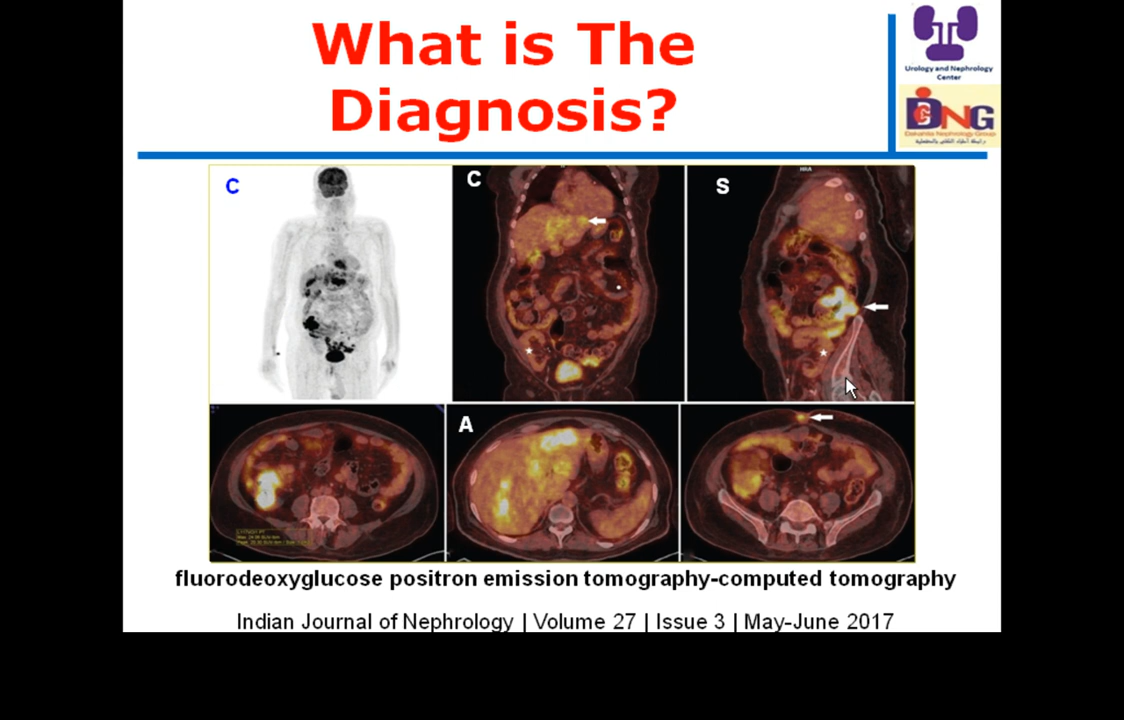 What is The
Diagnosis?
Urology and Nephrology
Center
DNG
Dakahlia Nephrology Group
C
C
S
A
fluorodeoxyglucose positron emission tomography-computed tomography
Indian Journal of Nephrology | Volume 27 | Issue 3 | May-June 2017